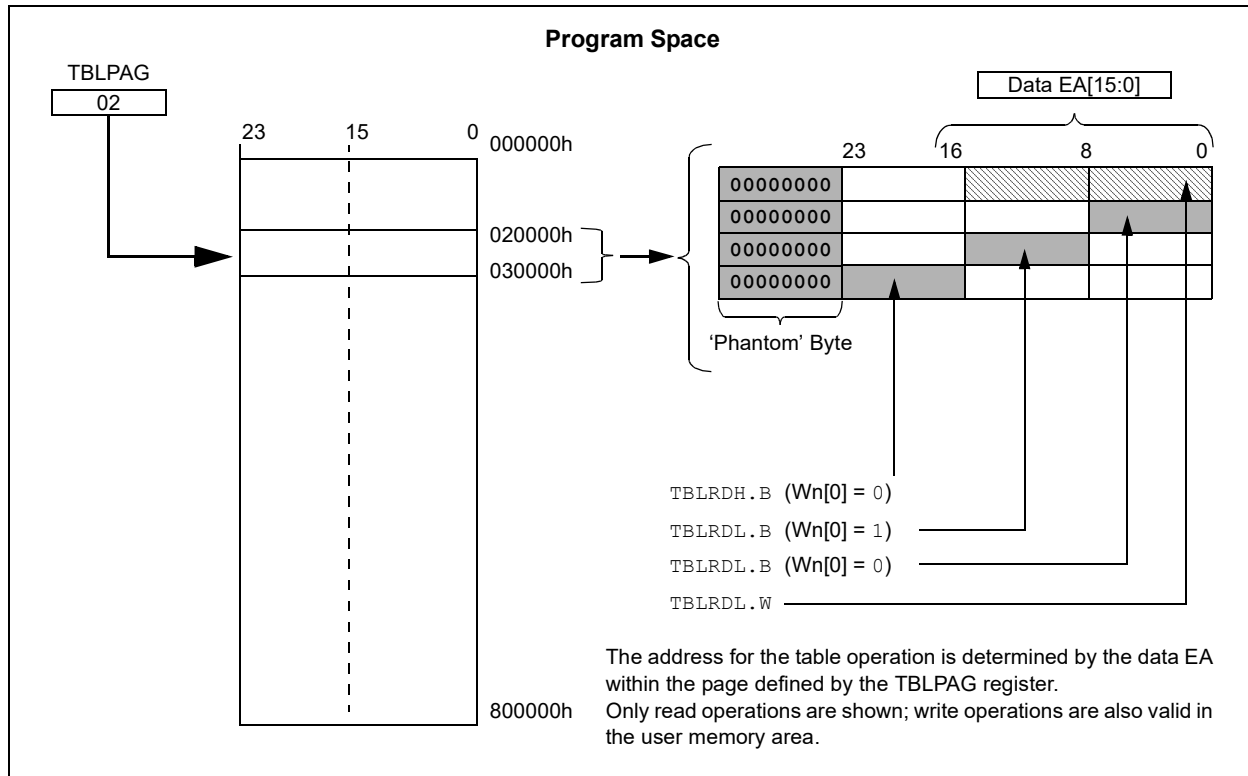 Program Space
TBLPAG
02
23 15 0
000000h
020000h
030000h
800000h
Data EA[15:0]
23 16 8 0
00000000
00000000
00000000
00000000
‘Phantom’ Byte
TBLRDH.B (Wn[0] = 0)
TBLRDL.B (Wn[0] = 1)
TBLRDL.B (Wn[0] = 0)
TBLRDL.W
The address for the table operation is determined by the data EA
within the page defined by the TBLPAG register.
Only read operations are shown; write operations are also valid in
the user memory area.